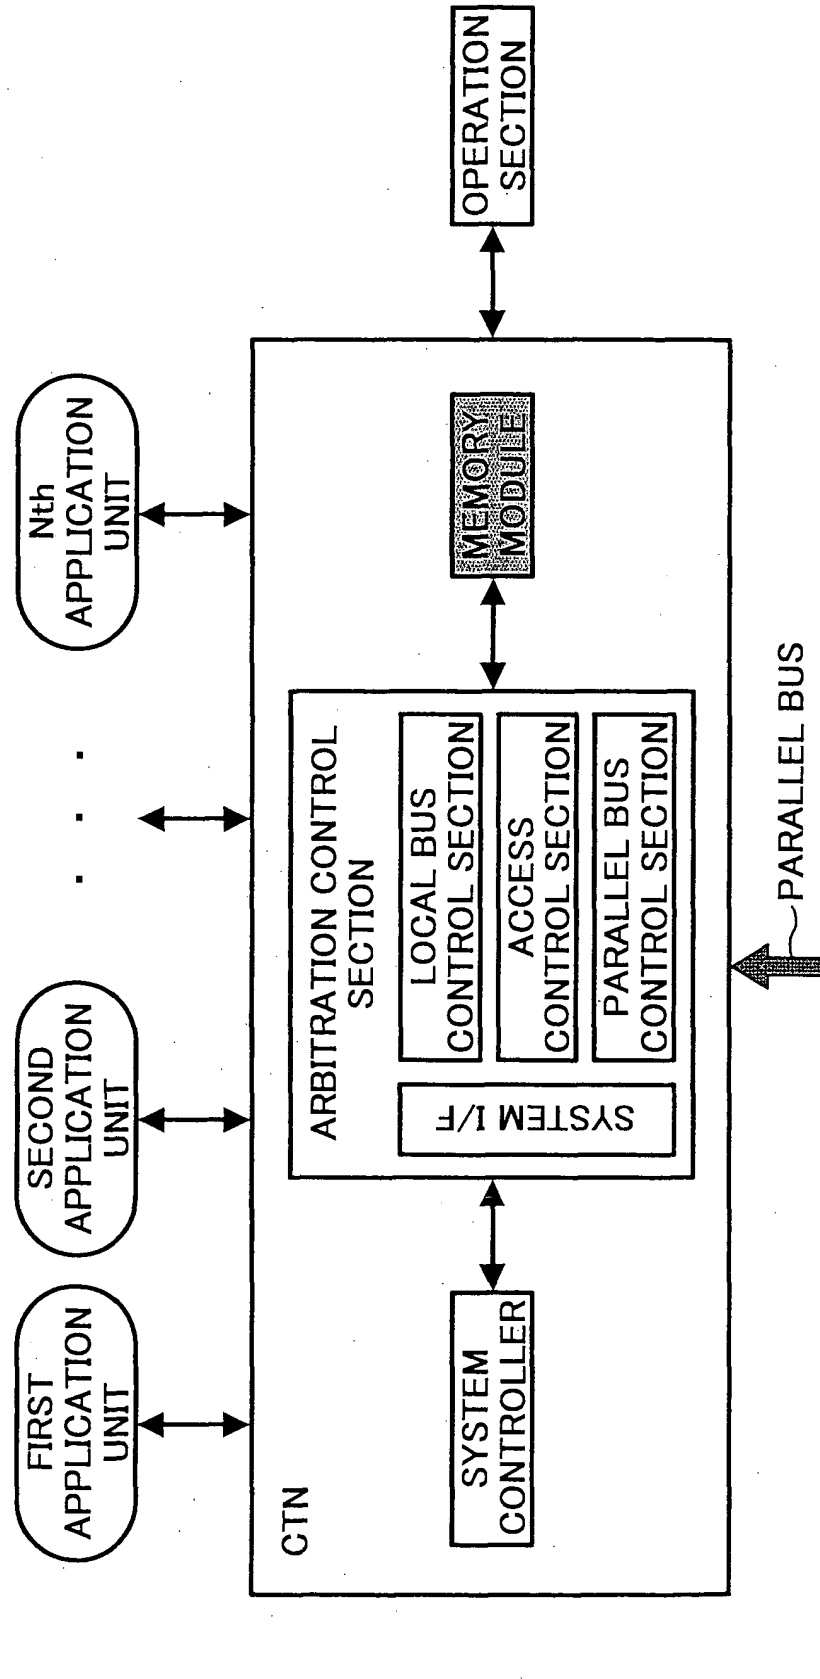 FIRST
APPLICATION
UNIT
SECOND
APPLICATION
UNIT
. . .
Nth
APPLICATION
UNIT
CTN
SYSTEM
CONTROLLER
ARBITRATION CONTROL
SECTION
SYSTEM I/F
LOCAL BUS
CONTROL SECTION
ACCESS
CONTROL SECTION
PARALLEL BUS
CONTROL SECTION
MEMORY
MODULE
OPERATION
SECTION
PARALLEL BUS